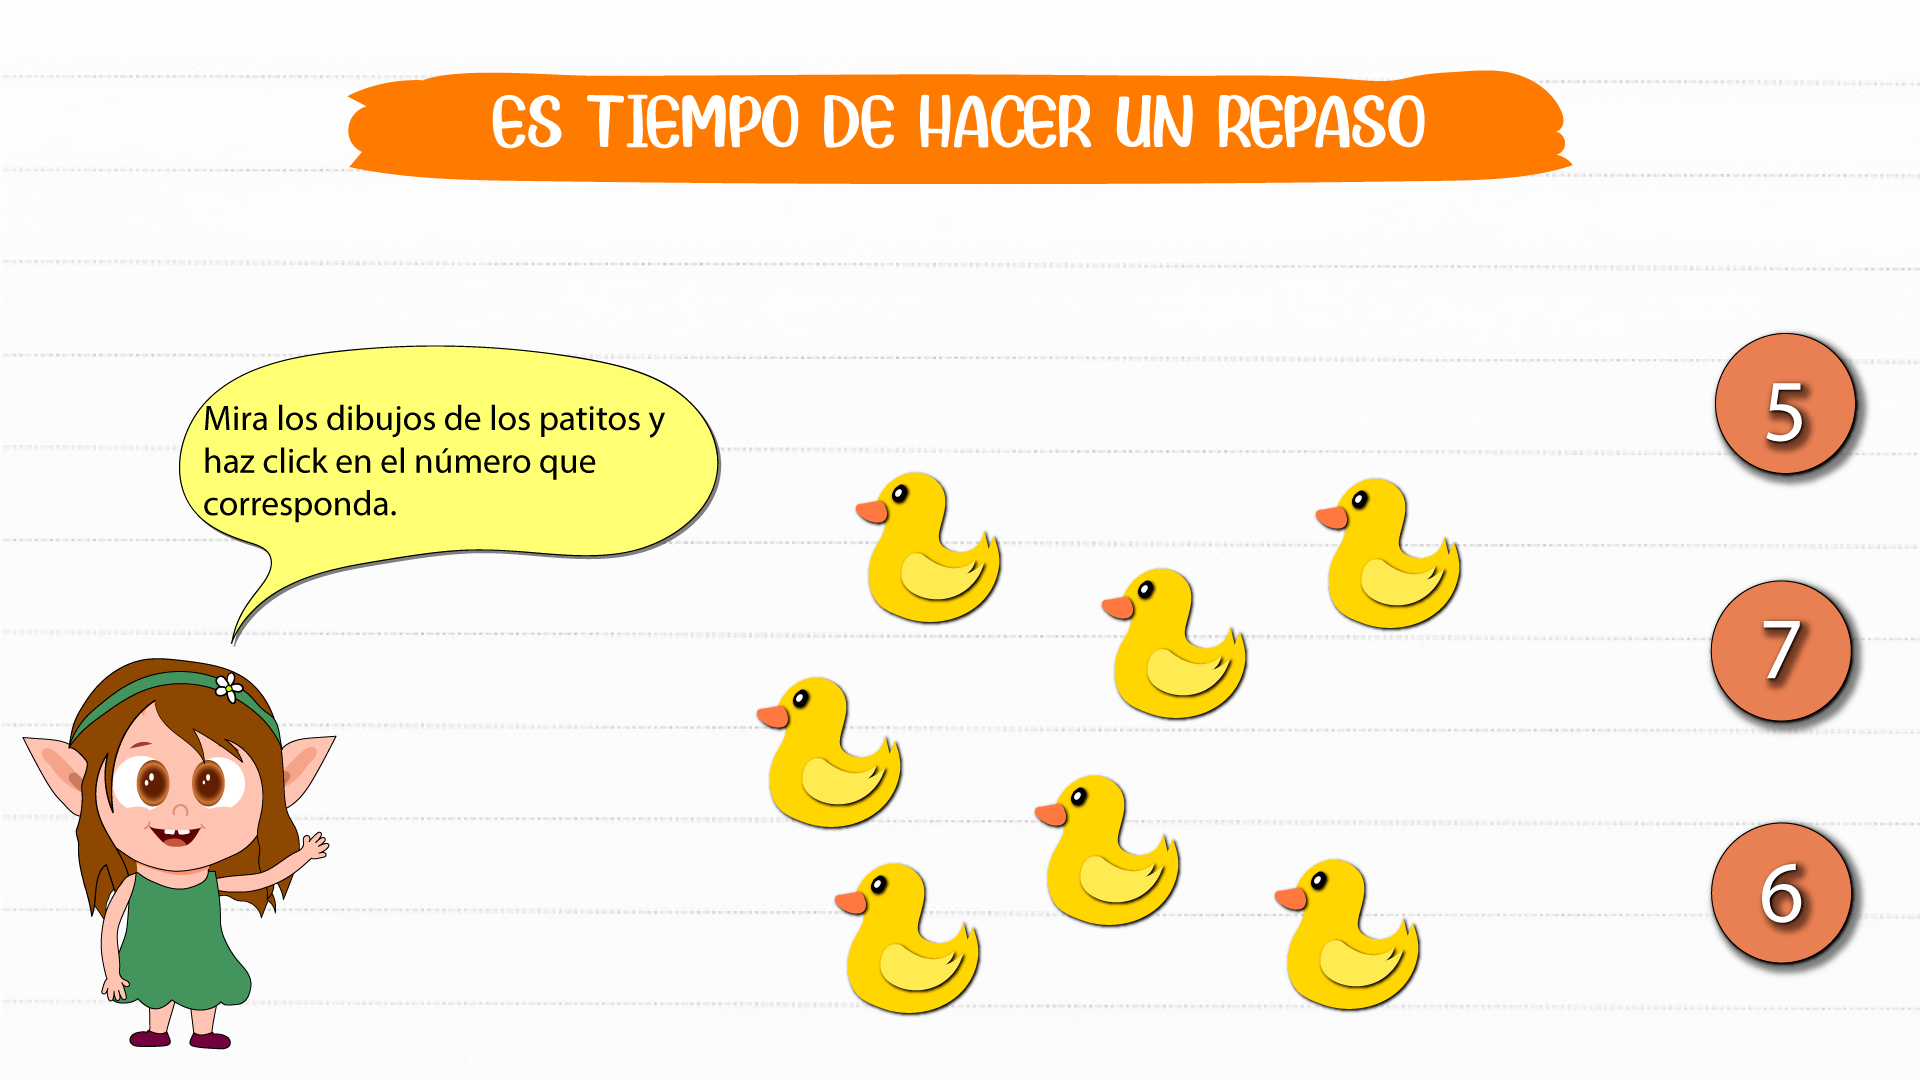 ES TIEMPO DE HACER UN REPASO
Mira los dibujos de los patitos y
haz click en el número que
corresponda.
5
7
6